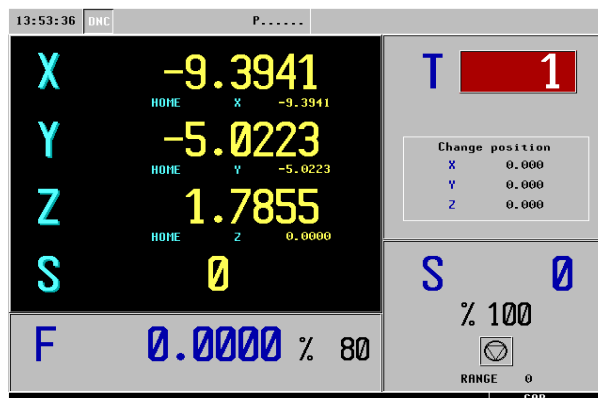 13:53:36 DNC P......
X -9.3941
HOME X -9.3941
Y -5.0223
HOME Y -5.0223
Z 1.7855
HOME Z 0.0000
S 0
F 0.0000 % 80
T 1
Change position
X 0.000
Y 0.000
Z 0.000
S 0
% 100
RANGE 0